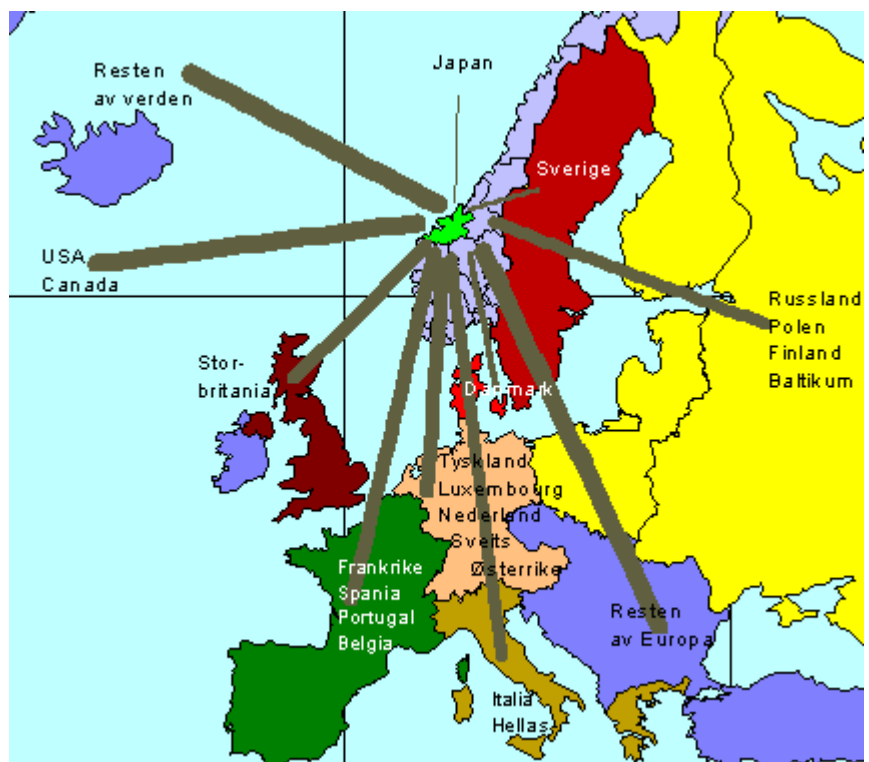 Resten
av verden
Japan
Sverige
USA
Canada
Russland
Polen
Finland
Baltikum
Stor-
britania
Danmark
Tyskland
Luxembourg
Nederland
Sveits
Østerrike
Frankrike
Spania
Portugal
Belgia
Resten
av Europa
Italia
Hellas